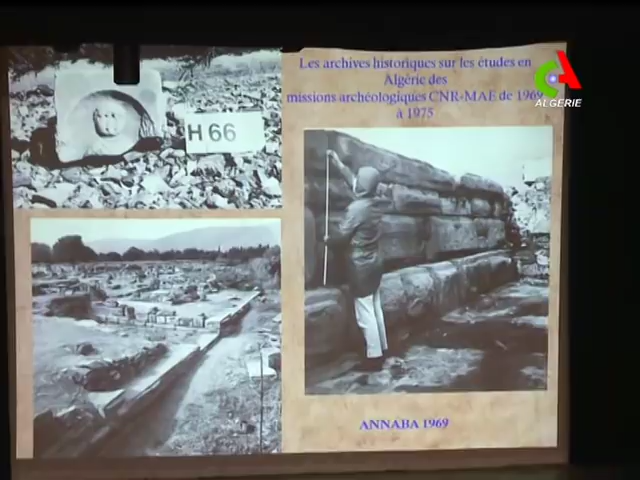 Les archives historiques sur les études en
Algérie des
missions archéologiques CNR-MAE de 1969
à 1975
ALGERIE
H 66
ANNABA 1969